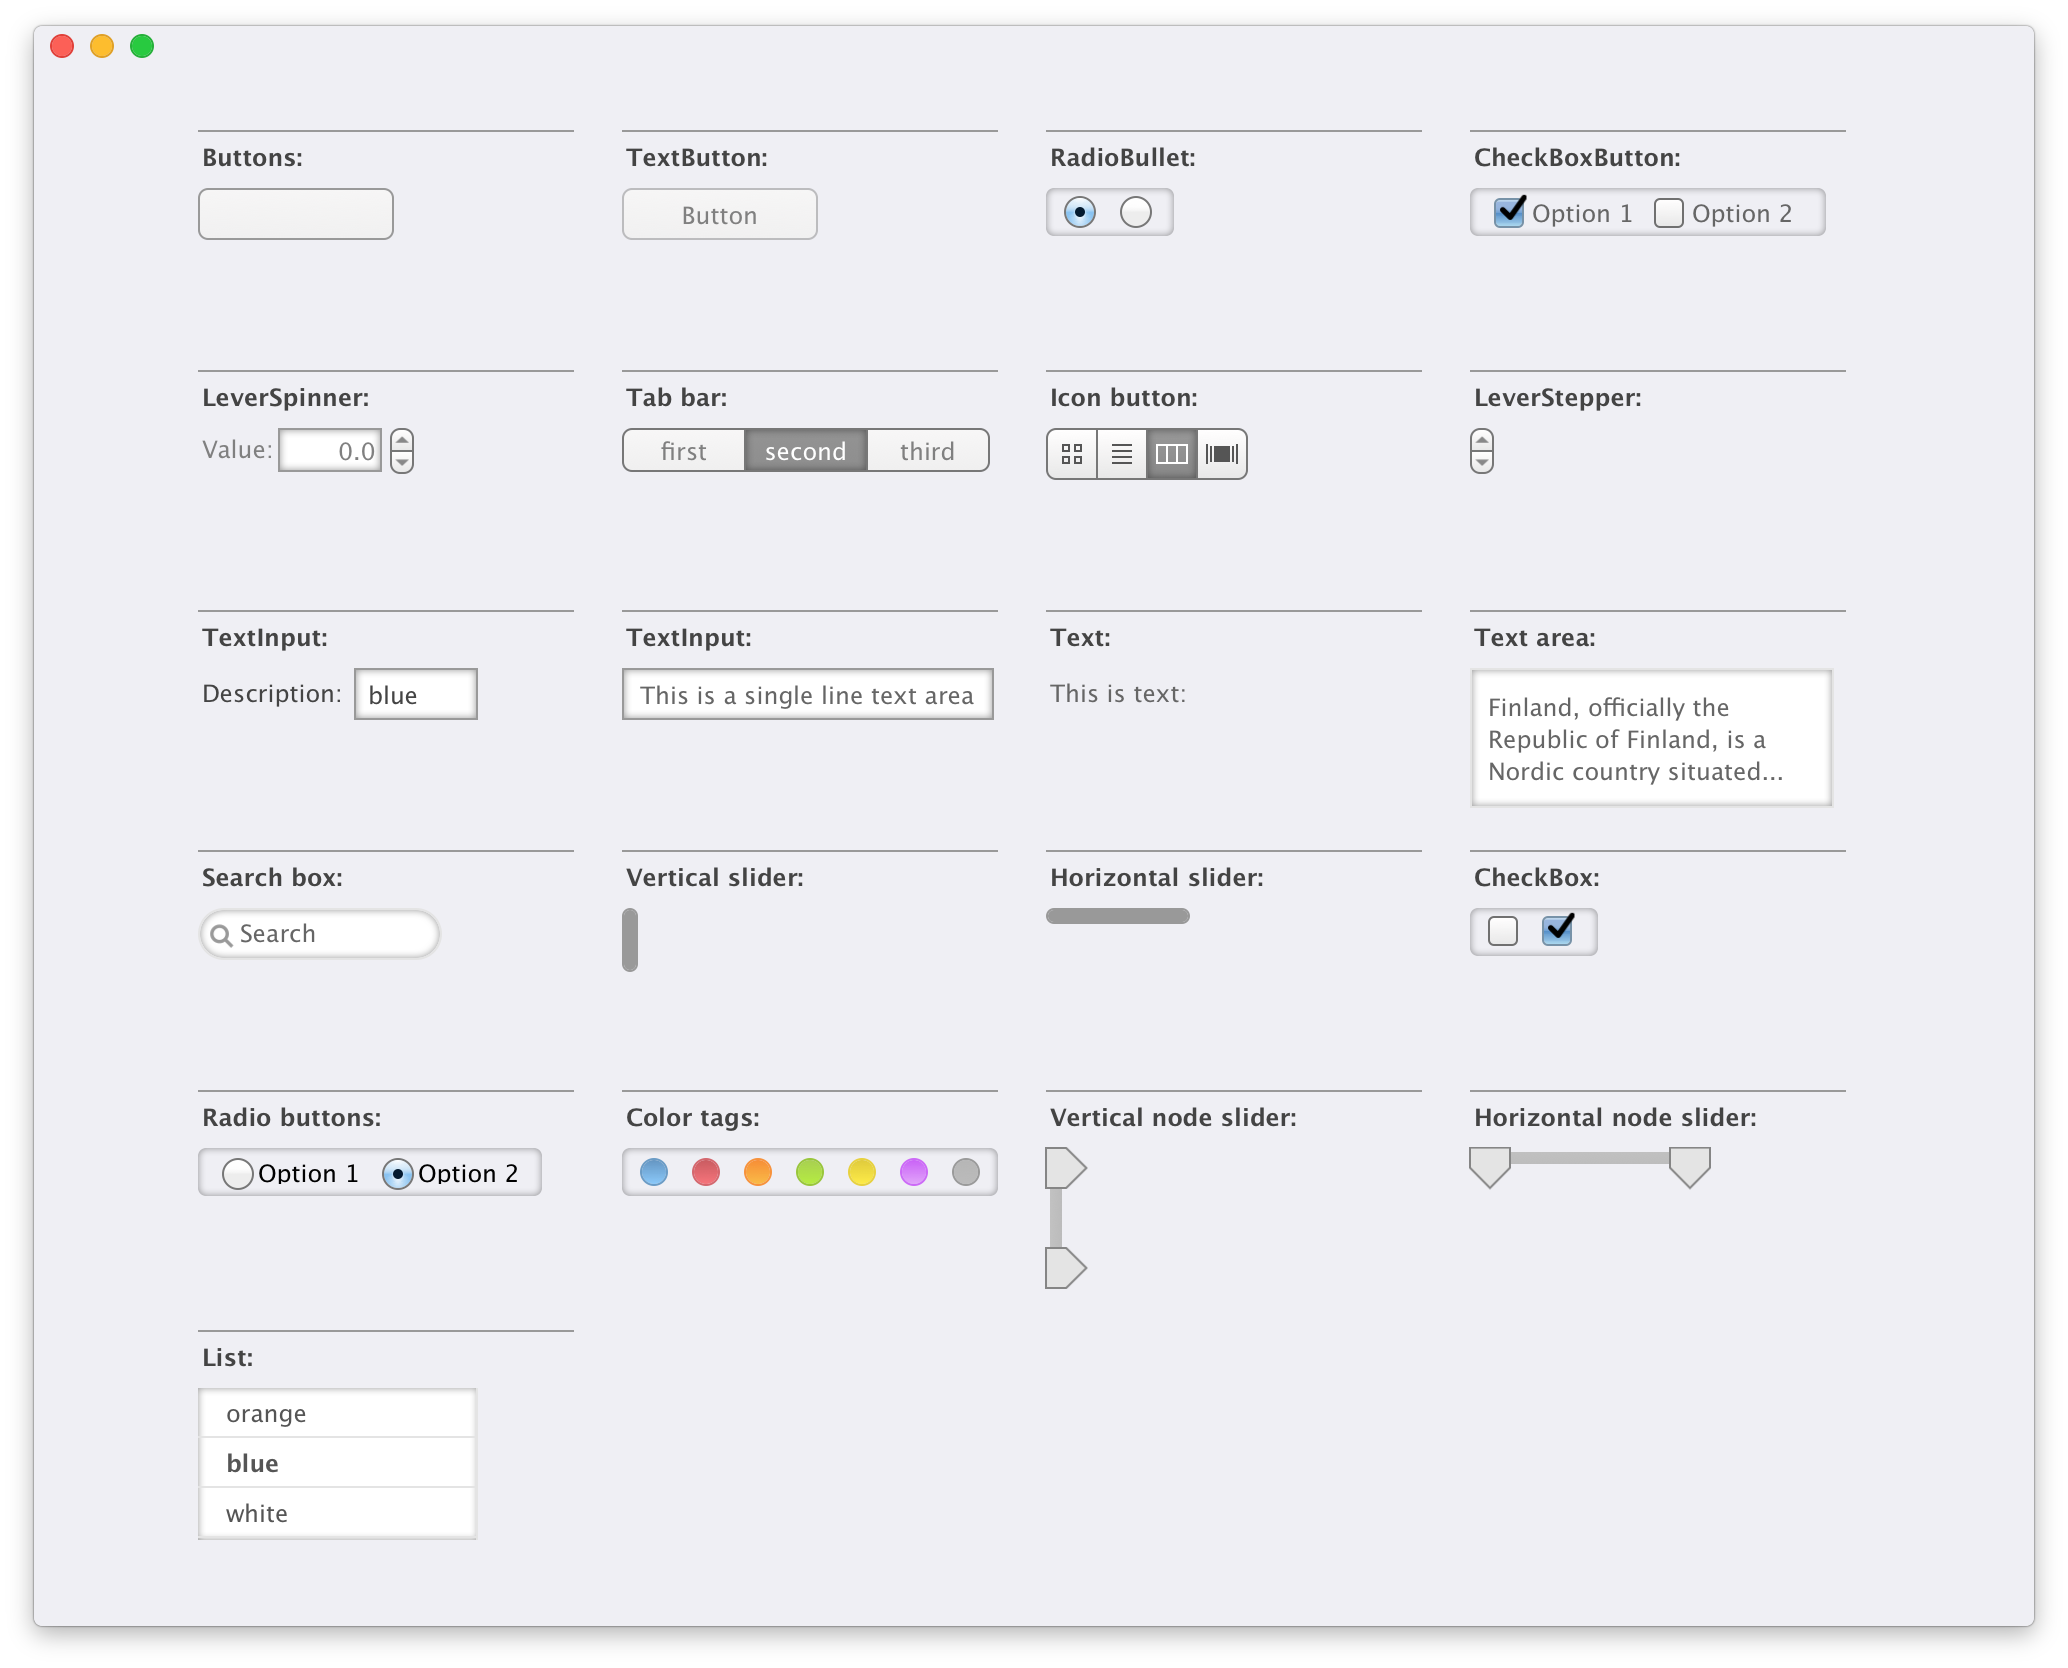 Buttons:
TextButton:
RadioBullet:
CheckBoxButton:
Button
Option 1
Option 2
LeverSpinner:
Tab bar:
Icon button:
LeverStepper:
Value:
0.0
first
second
third
TextInput:
TextInput:
Text:
Text area:
Description:
blue
This is a single line text area
This is text:
Finland, officially the
Republic of Finland, is a
Nordic country situated...
Search box:
Vertical slider:
Horizontal slider:
CheckBox:
Search
Radio buttons:
Color tags:
Vertical node slider:
Horizontal node slider:
Option 1
Option 2
List:
orange
blue
white